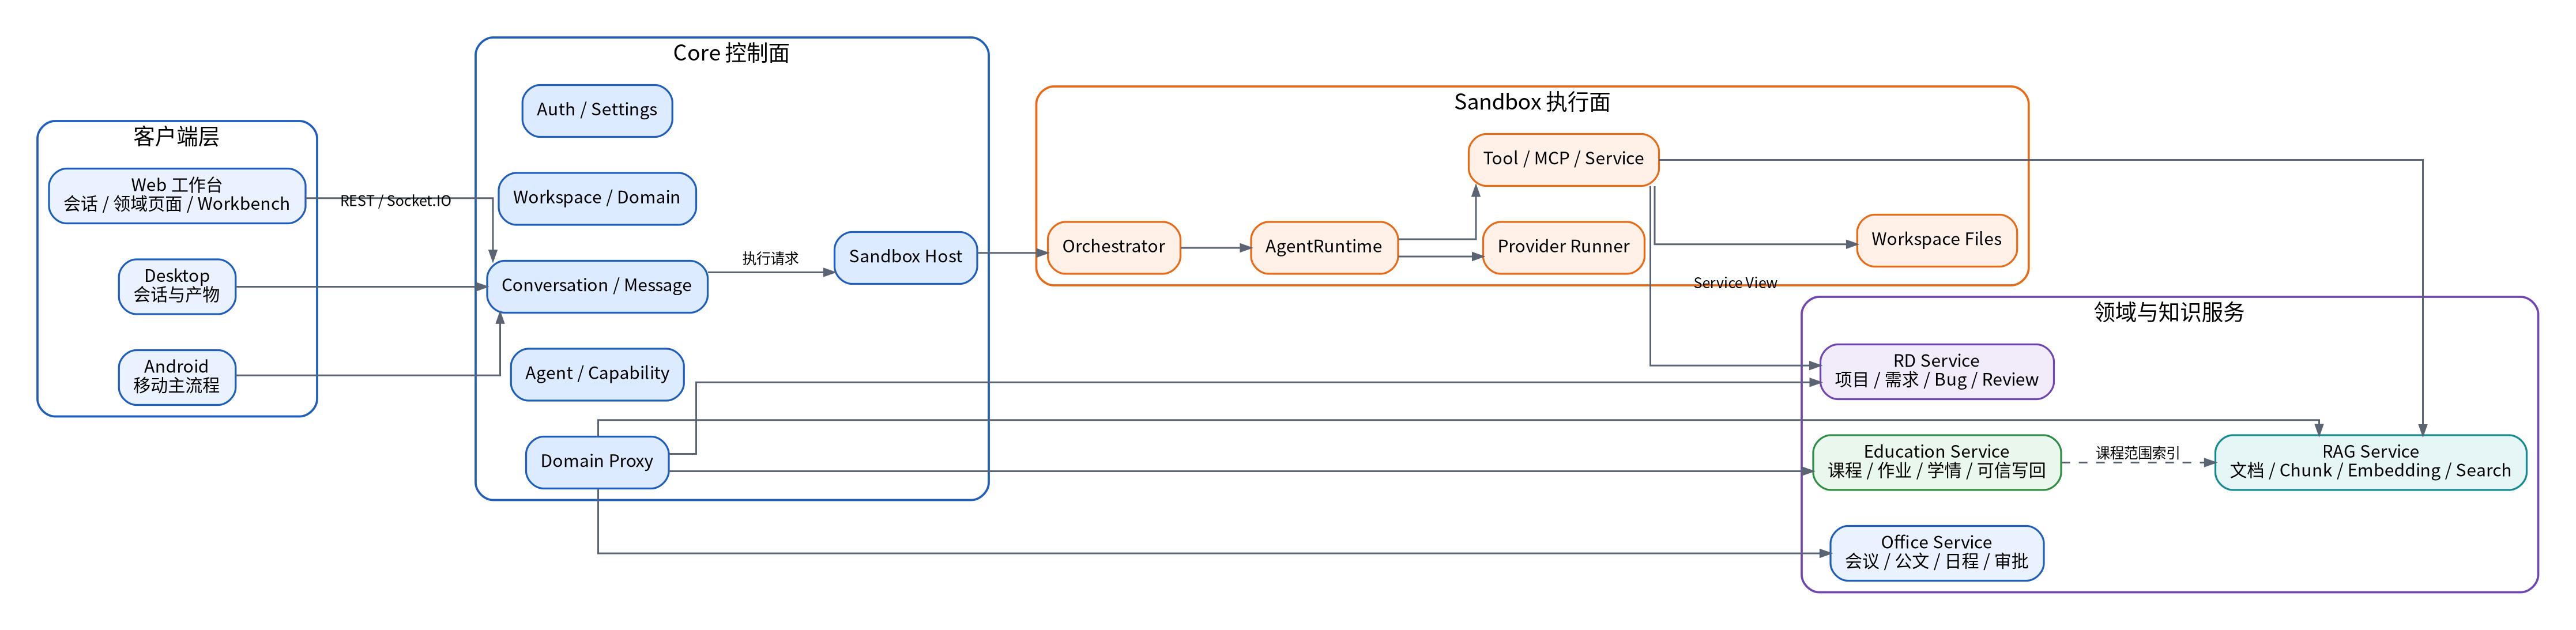 客户端层
Web 工作台
会话 / 领域页面 / Workbench
Desktop
会话与产物
Android
移动主流程
REST / Socket.IO
Core 控制面
Auth / Settings
Workspace / Domain
Conversation / Message
Agent / Capability
Domain Proxy
执行请求
Sandbox Host
Sandbox 执行面
Orchestrator
AgentRuntime
Tool / MCP / Service
Provider Runner
Workspace Files
Service View
领域与知识服务
RD Service
项目 / 需求 / Bug / Review
Education Service
课程 / 作业 / 学情 / 可信写回
课程范围索引
RAG Service
文档 / Chunk / Embedding / Search
Office Service
会议 / 公文 / 日程 / 审批